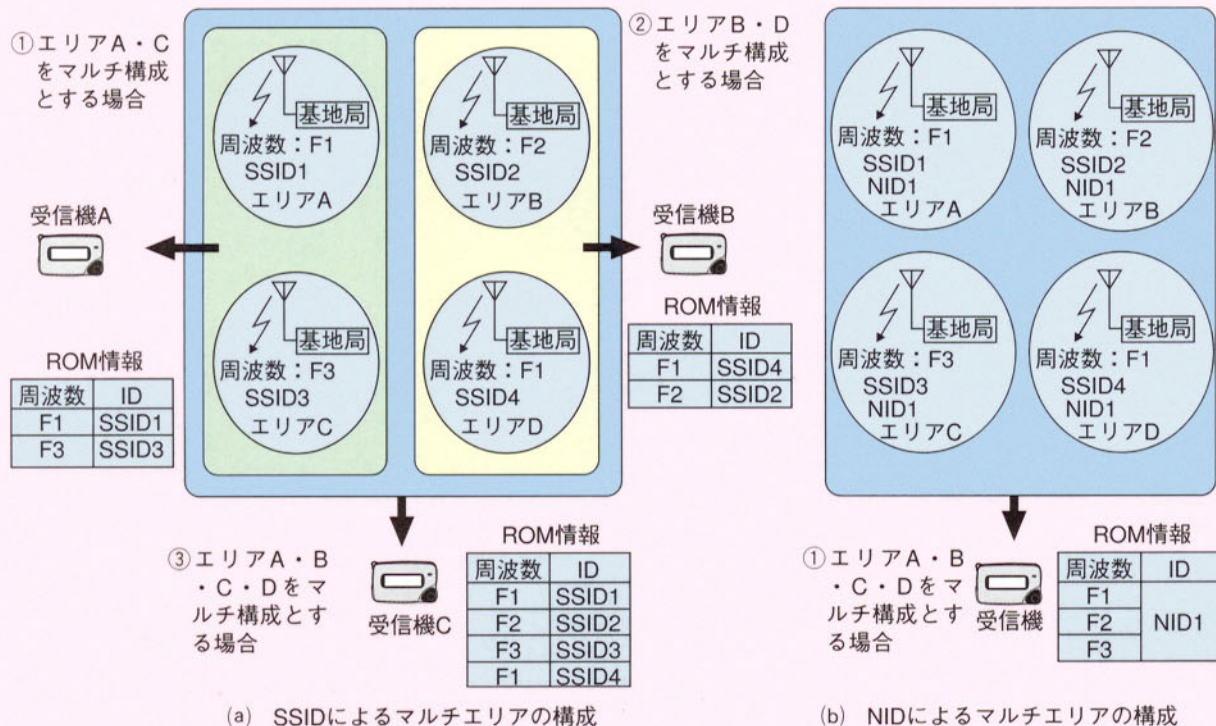 ①エリアA・C
をマルチ構成
とする場合
基地局
周波数：F1
SSID1
エリアA
基地局
周波数：F2
SSID2
エリアB
②エリアB・D
をマルチ構成
とする場合
受信機A
受信機B
基地局
周波数：F3
SSID3
エリアC
基地局
周波数：F1
SSID4
エリアD
ROM情報
周波数 ID
F1 SSID1
F3 SSID3
ROM情報
周波数 ID
F1 SSID4
F2 SSID2
③エリアA・B
・C・Dをマ
ルチ構成とす
る場合
受信機C
ROM情報
周波数 ID
F1 SSID1
F2 SSID2
F3 SSID3
F1 SSID4
(a) SSIDによるマルチエリアの構成
基地局
周波数：F1
SSID1
NID1
エリアA
基地局
周波数：F2
SSID2
NID1
エリアB
基地局
周波数：F3
SSID3
NID1
エリアC
基地局
周波数：F1
SSID4
NID1
エリアD
①エリアA・B
・C・Dをマ
ルチ構成とす
る場合
受信機
ROM情報
周波数 ID
F1
F2 NID1
F3
(b) NIDによるマルチエリアの構成